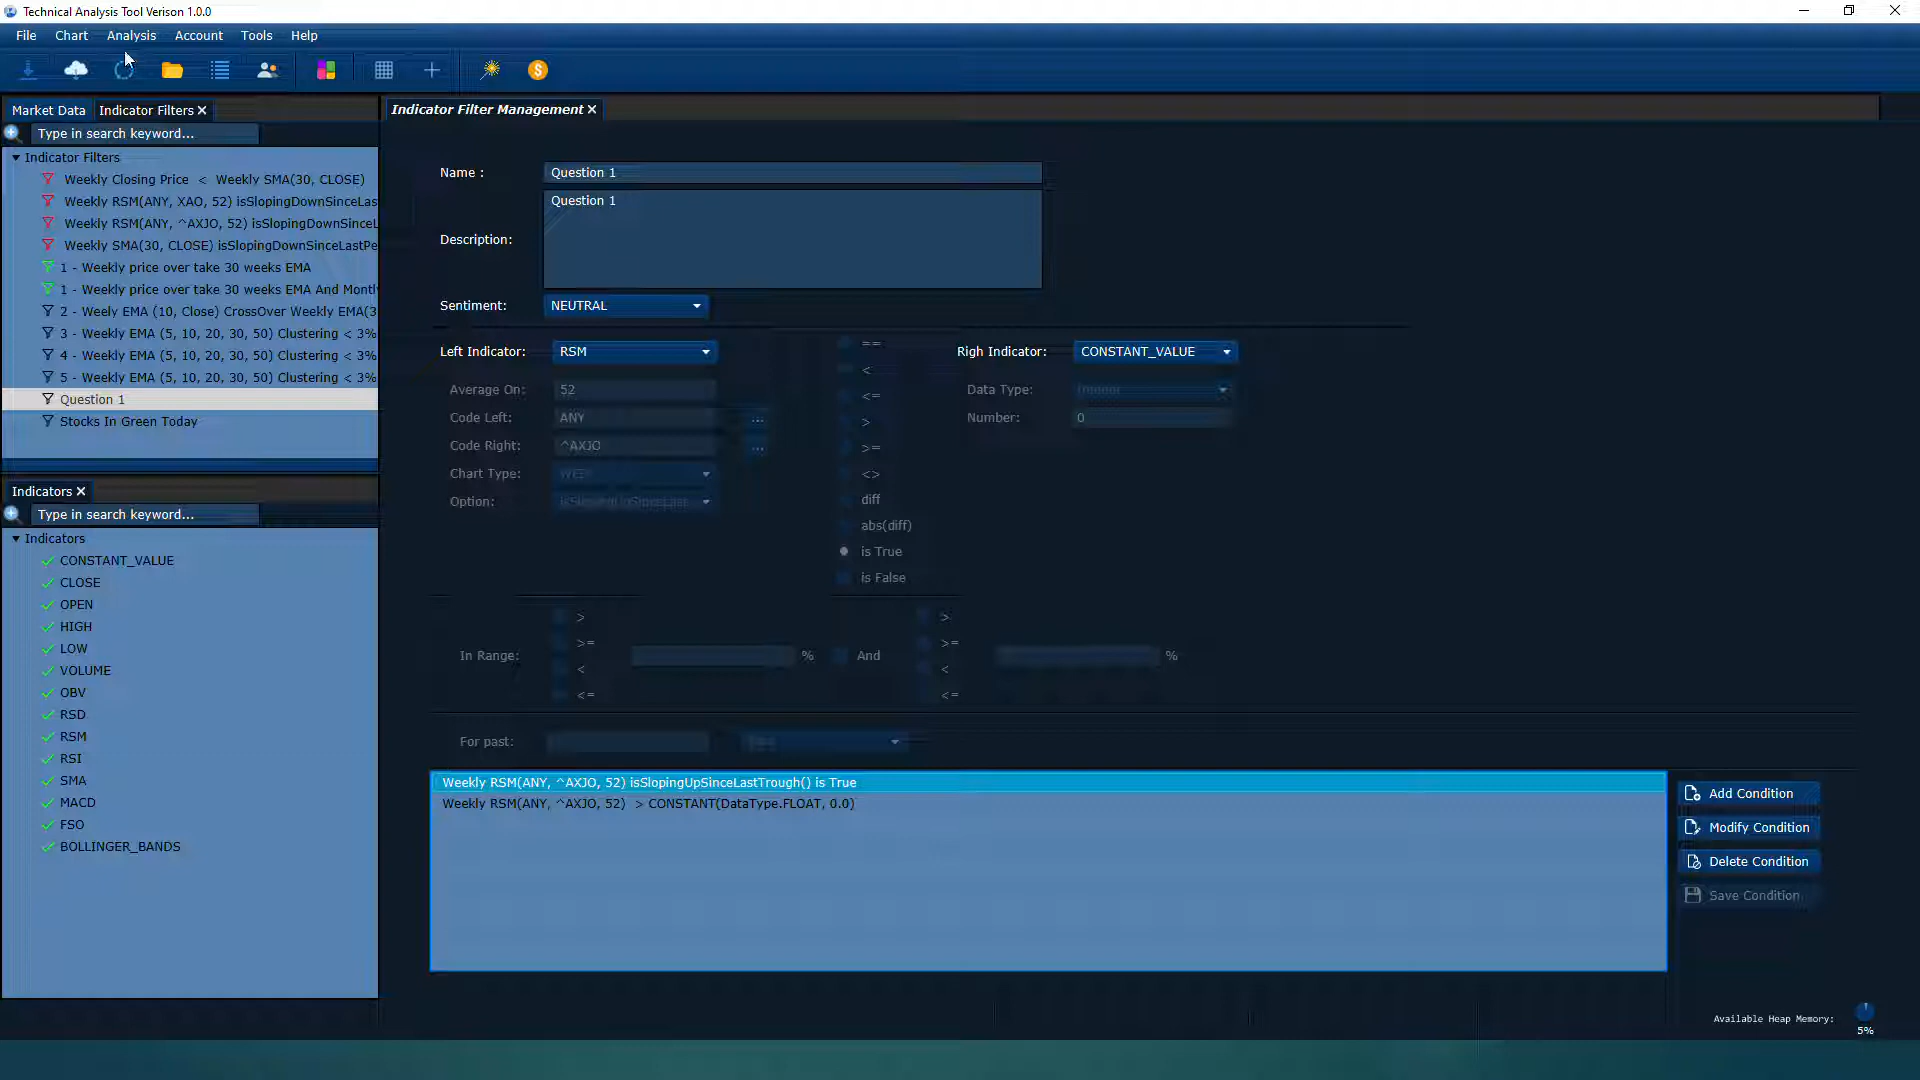 Technical Analysis Tool Verison 1.0.0
File Chart Analysis Account Tools Help
Market Data Indicator Filters
Type in search keyword...
Indicator Filters
Weekly Closing Price < Weekly SMA(30, CLOSE)
Weekly RSM(ANY, XAO, 52) isSlopingDownSinceLas
Weekly RSM(ANY, ^AXJO, 52) isSlopingDownSinceL
Weekly SMA(30, CLOSE) isSlopingDownSinceLastPe
1 - Weekly price over take 30 weeks EMA
1 - Weekly price over take 30 weeks EMA And Montl
2 - Weely EMA (10, Close) CrossOver Weekly EMA(3
3 - Weekly EMA (5, 10, 20, 30, 50) Clustering < 3%
4 - Weekly EMA (5, 10, 20, 30, 50) Clustering < 3%
5 - Weekly EMA (5, 10, 20, 30, 50) Clustering < 3%
Question 1
Stocks In Green Today
Indicators
Type in search keyword...
Indicators
CONSTANT_VALUE
CLOSE
OPEN
HIGH
LOW
VOLUME
OBV
RSD
RSM
RSI
SMA
MACD
FSO
BOLLINGER_BANDS
Indicator Filter Management
Name : Question 1
Description: Question 1
Sentiment: NEUTRAL
Left Indicator: RSM
Average On: 52
Code Left: ANY ...
Code Right: ^AXJO ...
Chart Type: WEEK
Option:
==
<
<=
>
>=
<>
diff
abs(diff)
is True
is False
Righ Indicator: CONSTANT_VALUE
Data Type:
Number: 0
In Range:
>
>=
<
<=
% And
>
>=
<
<=
%
For past:
Weekly RSM(ANY, ^AXJO, 52) isSlopingUpSinceLastTrough() is True
Weekly RSM(ANY, ^AXJO, 52) > CONSTANT(DataType.FLOAT, 0.0)
Add Condition
Modify Condition
Delete Condition
Save Condition
Available Heap Memory:
5%